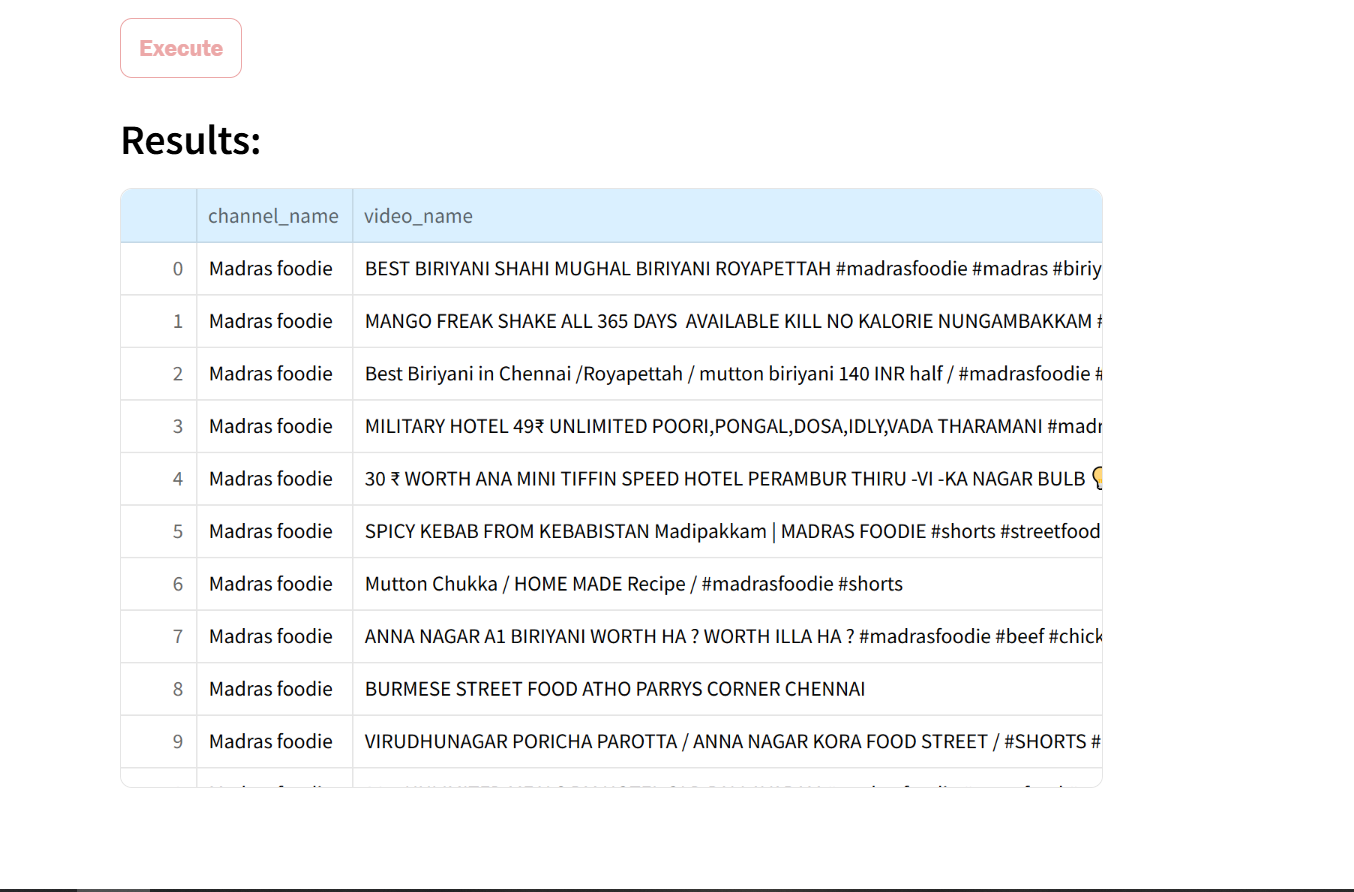 Execute
Results:
channel_name video_name
0 Madras foodie BEST BIRIYANI SHAHI MUGHAL BIRIYANI ROYAPETTAH #madrasfoodie #madras #biriy
1 Madras foodie MANGO FREAK SHAKE ALL 365 DAYS  AVAILABLE KILL NO KALORIE NUNGAMBAKKAM #
2 Madras foodie Best Biriyani in Chennai /Royapettah / mutton biriyani 140 INR half / #madrasfoodie #
3 Madras foodie MILITARY HOTEL 49₹ UNLIMITED POORI,PONGAL,DOSA,IDLY,VADA THARAMANI #madr
4 Madras foodie 30 ₹ WORTH ANA MINI TIFFIN SPEED HOTEL PERAMBUR THIRU -VI -KA NAGAR BULB 💡
5 Madras foodie SPICY KEBAB FROM KEBABISTAN Madipakkam | MADRAS FOODIE #shorts #streetfood
6 Madras foodie Mutton Chukka / HOME MADE Recipe / #madrasfoodie #shorts
7 Madras foodie ANNA NAGAR A1 BIRIYANI WORTH HA ? WORTH ILLA HA ? #madrasfoodie #beef #chick
8 Madras foodie BURMESE STREET FOOD ATHO PARRYS CORNER CHENNAI
9 Madras foodie VIRUDHUNAGAR PORICHA PAROTTA / ANNA NAGAR KORA FOOD STREET / #SHORTS #